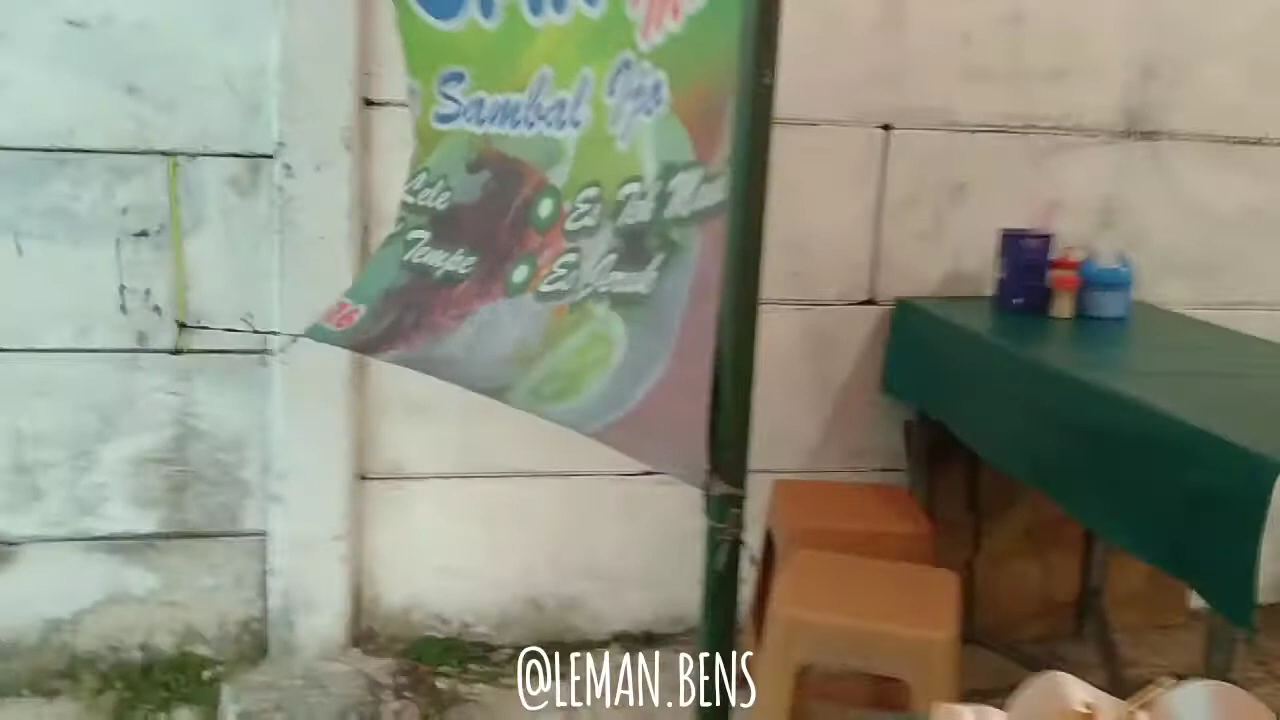 Sambal Ijo
Lele
Es Teh Manis
Tempe
Es Jeruk
@LEMAN.BENS